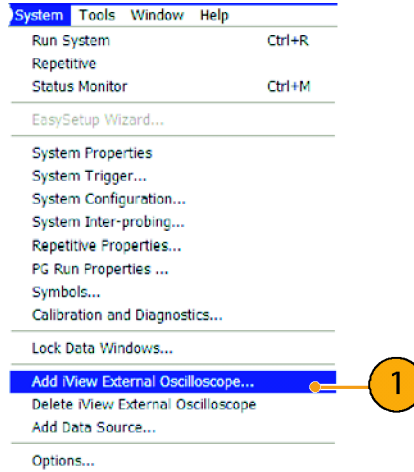 System Tools Window Help
Run System Ctrl+R
Repetitive
Status Monitor Ctrl+M
EasySetup Wizard...
System Properties
System Trigger...
System Configuration...
System Inter-probing...
Repetitive Properties...
PG Run Properties ...
Symbols...
Calibration and Diagnostics...
Lock Data Windows...
Add iView External Oscilloscope...
1
Delete iView External Oscilloscope
Add Data Source...
Options...